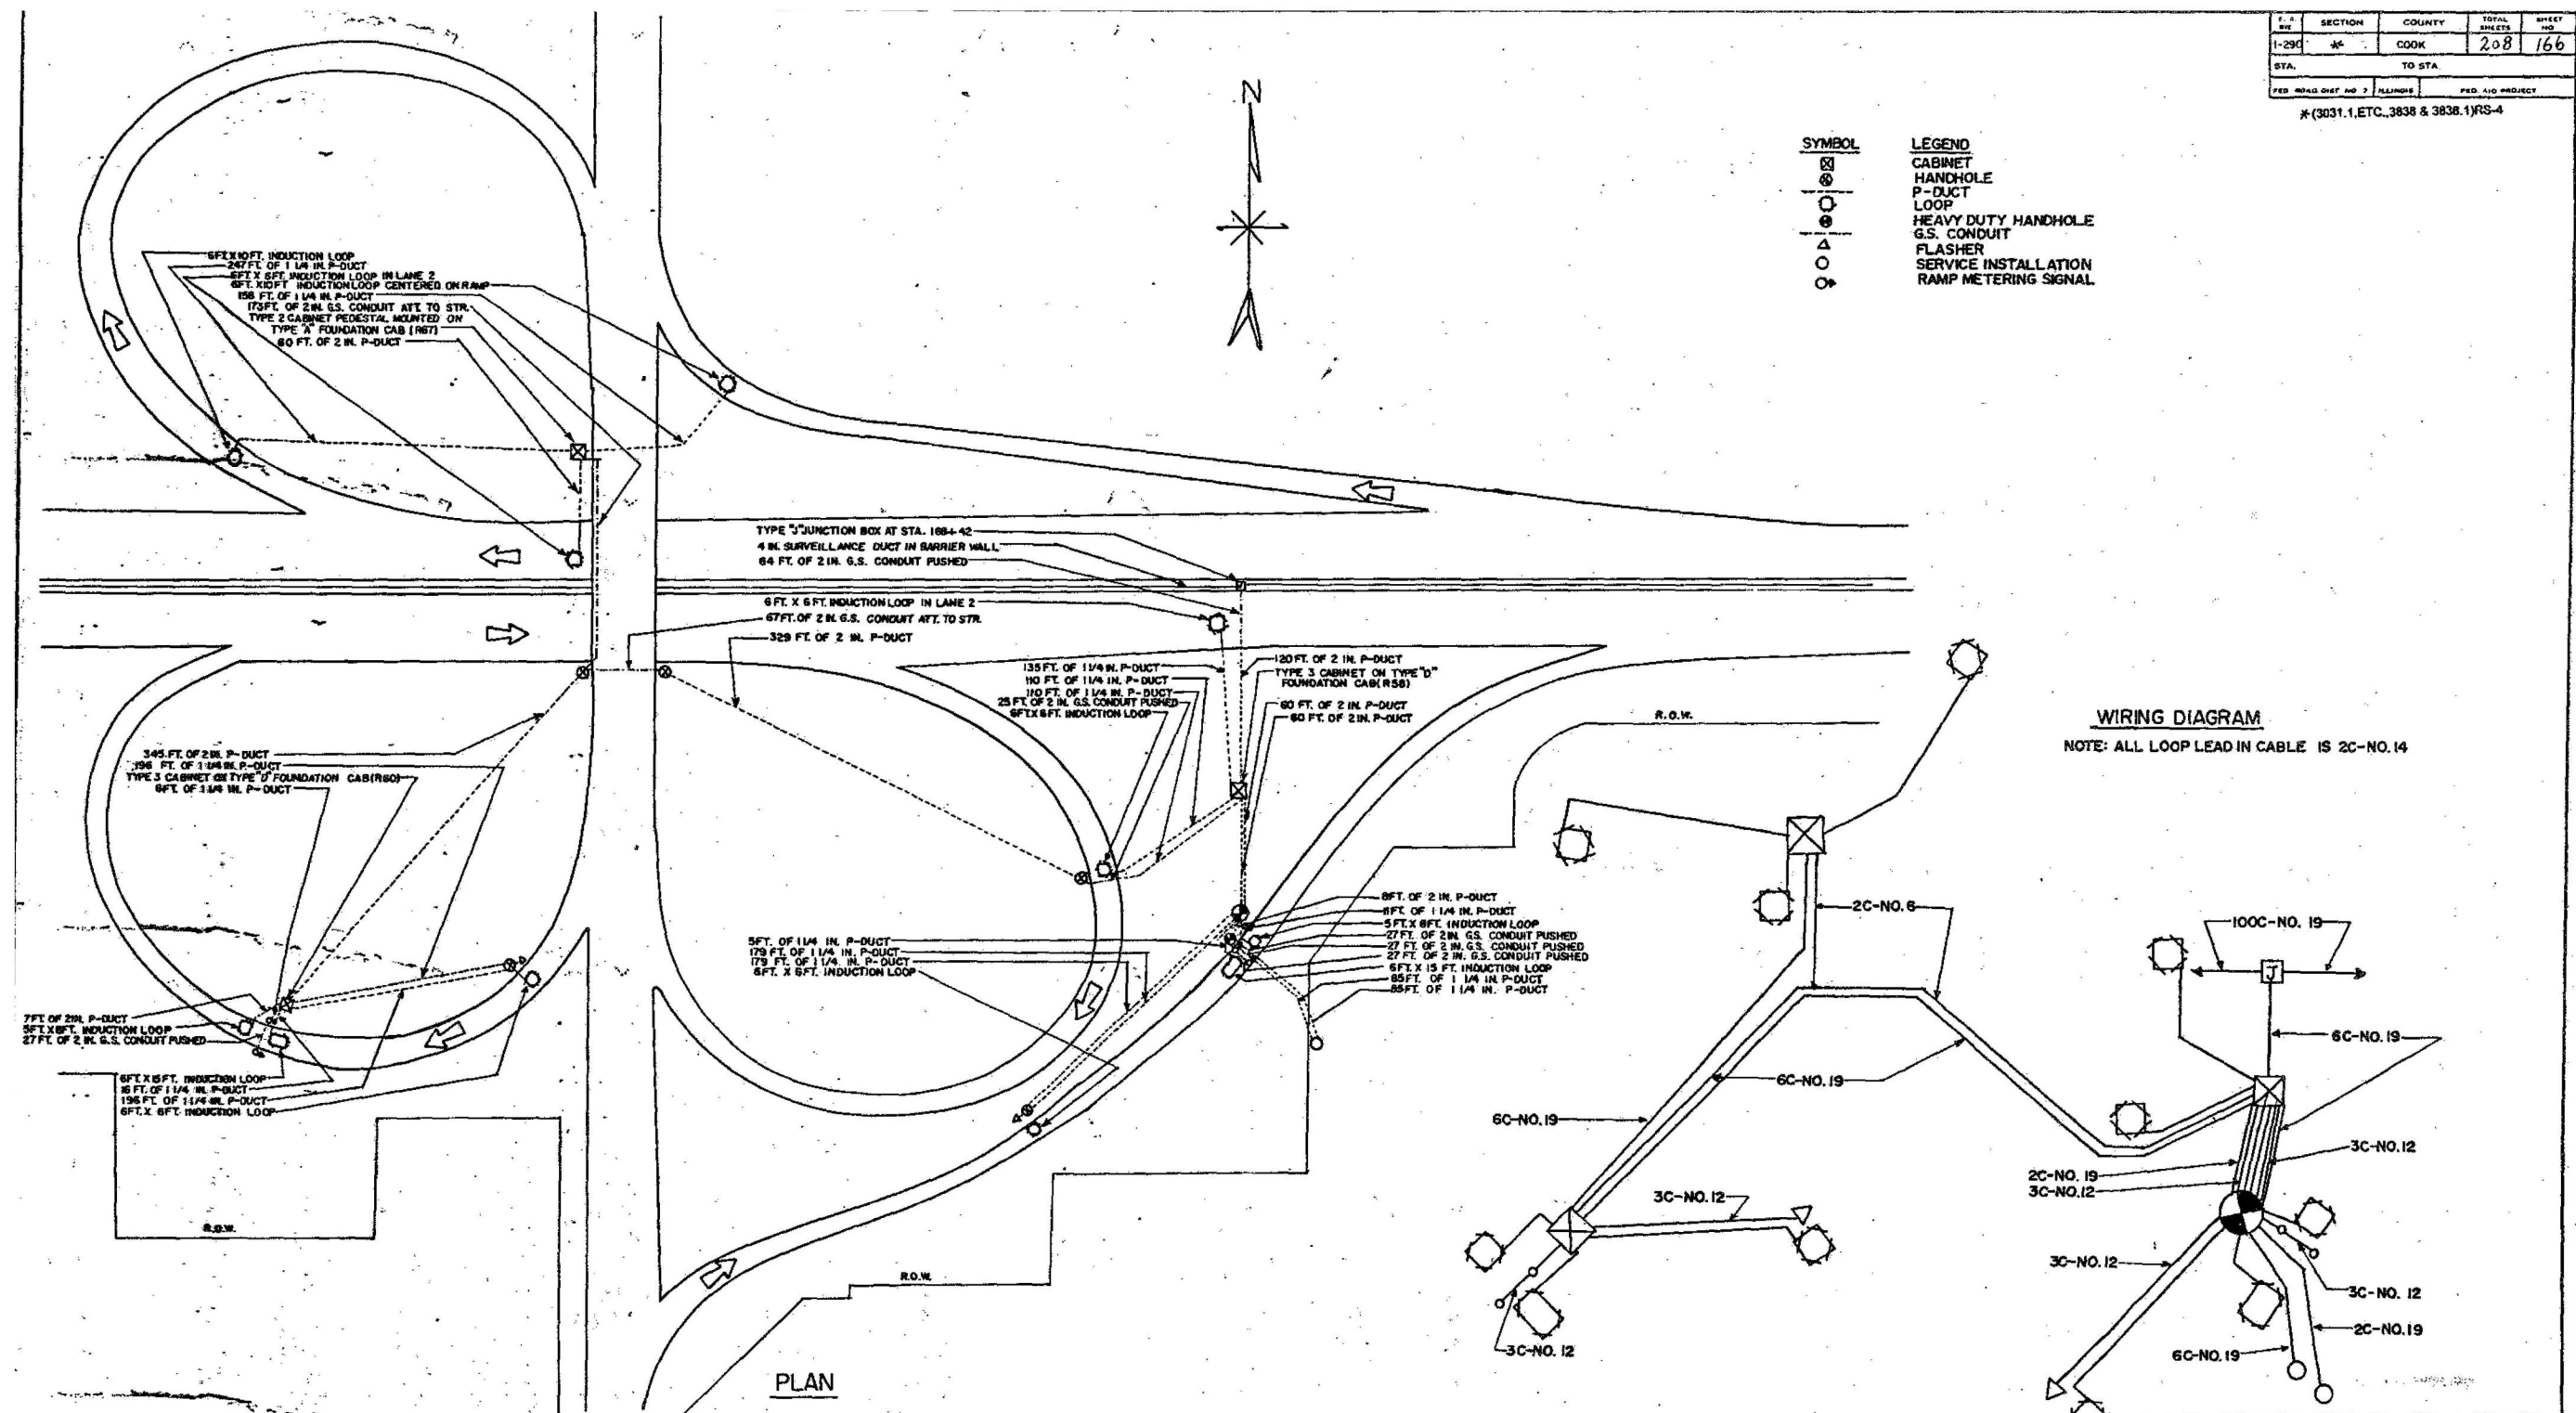 F. A. RTE SECTION COUNTY TOTAL SHEETS SHEET NO
I-290 * COOK 208 166
STA. TO STA.
FED. ROAD DIST. NO. 7 ILLINOIS FED. AID PROJECT
*(3031.1,ETC.,3838 & 3838.1)RS-4
N
SYMBOL LEGEND
CABINET
HANDHOLE
P-DUCT
LOOP
HEAVY DUTY HANDHOLE
G.S. CONDUIT
FLASHER
SERVICE INSTALLATION
RAMP METERING SIGNAL
6FT.X10FT. INDUCTION LOOP
247FT. OF 1 1/4 IN. P-DUCT
6FT. X 6FT. INDUCTION LOOP IN LANE 2
6FT. X10FT INDUCTION LOOP CENTERED ON RAMP
156 FT. OF 1 1/4 IN. P-DUCT
173FT. OF 2 IN. G.S. CONDUIT ATT. TO STR.
TYPE 2 CABINET PEDESTAL MOUNTED ON
TYPE "A" FOUNDATION CAB (R67)
60 FT. OF 2 IN. P-DUCT
TYPE "J" JUNCTION BOX AT STA. 168+42
4 IN. SURVEILLANCE DUCT IN BARRIER WALL
64 FT. OF 2 IN. G.S. CONDUIT PUSHED
6 FT. X 6 FT. INDUCTION LOOP IN LANE 2
67 FT. OF 2 IN. G.S. CONDUIT ATT. TO STR.
329 FT. OF 2 IN. P-DUCT
135 FT. OF 1 1/4 IN. P-DUCT
110 FT. OF 1 1/4 IN. P-DUCT
110 FT. OF 1 1/4 IN. P-DUCT
25 FT. OF 2 IN. G.S. CONDUIT PUSHED
6FT.X 6FT. INDUCTION LOOP
120 FT. OF 2 IN. P-DUCT
TYPE 3 CABINET ON TYPE "D"
FOUNDATION CAB(R58)
60 FT. OF 2 IN. P-DUCT
60 FT. OF 2 IN. P-DUCT
R.O.W.
345 FT. OF 2 IN. P-DUCT
196 FT. OF 1 1/4 IN. P-DUCT
TYPE 3 CABINET ON TYPE "D" FOUNDATION CAB(R60)
6FT. OF 1 1/4 IN. P-DUCT
8FT. OF 2 IN. P-DUCT
OF 1 1/4 IN. P-DUCT
5 FT. X 8FT. INDUCTION LOOP
27 FT. OF 2 IN. G.S. CONDUIT PUSHED
27 FT. OF 2 IN. G.S. CONDUIT PUSHED
6FT. X 15 FT. INDUCTION LOOP
85FT. OF 1 1/4 IN. P-DUCT
85FT. OF 1 1/4 IN. P-DUCT
5FT. OF 1 1/4 IN. P-DUCT
179 FT. OF 1 1/4 IN. P-DUCT
179 FT. OF 1 1/4 IN. P-DUCT
6FT. X 6FT. INDUCTION LOOP
7FT OF 2 IN. P-DUCT
5FT. X 8FT. INDUCTION LOOP
27 FT. OF 2 IN. G.S. CONDUIT PUSHED
6FT. X 15 FT. INDUCTION LOOP
16 FT. OF 1 1/4 IN. P-DUCT
196 FT. OF 1 1/4 IN. P-DUCT
6FT. X 6FT. INDUCTION LOOP
R.O.W.
R.O.W.
PLAN
WIRING DIAGRAM
NOTE: ALL LOOP LEAD IN CABLE IS 2C-NO. 14
2C-NO. 6
100C-NO. 19
J
6C-NO. 19
6C-NO. 19
6C-NO. 19
3C-NO. 12
2C-NO. 19
3C-NO. 12
3C-NO. 12
3C-NO. 12
3C-NO. 12
2C-NO. 19
6C-NO. 19
3C-NO. 12